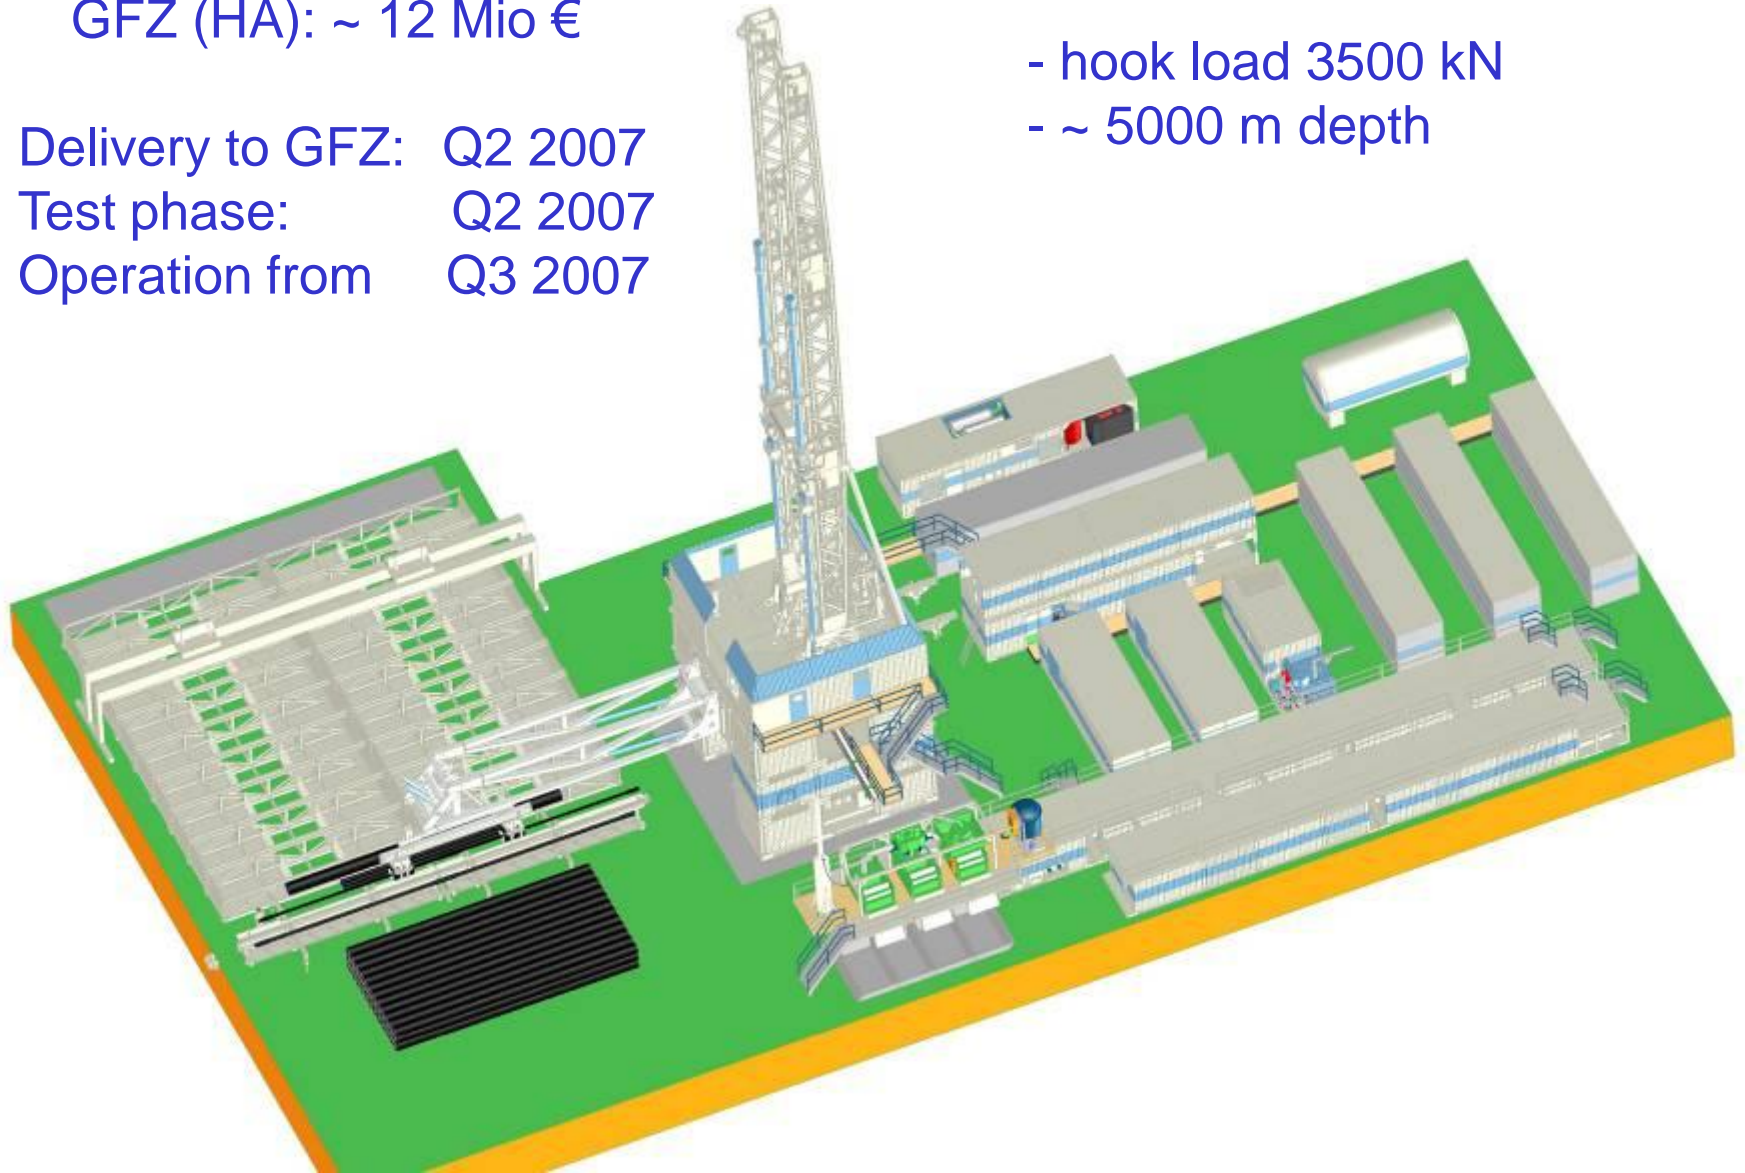 GFZ (HA): ~ 12 Mio €
Delivery to GFZ: Q2 2007
Test phase: Q2 2007
Operation from Q3 2007
- hook load 3500 kN
- ~ 5000 m depth